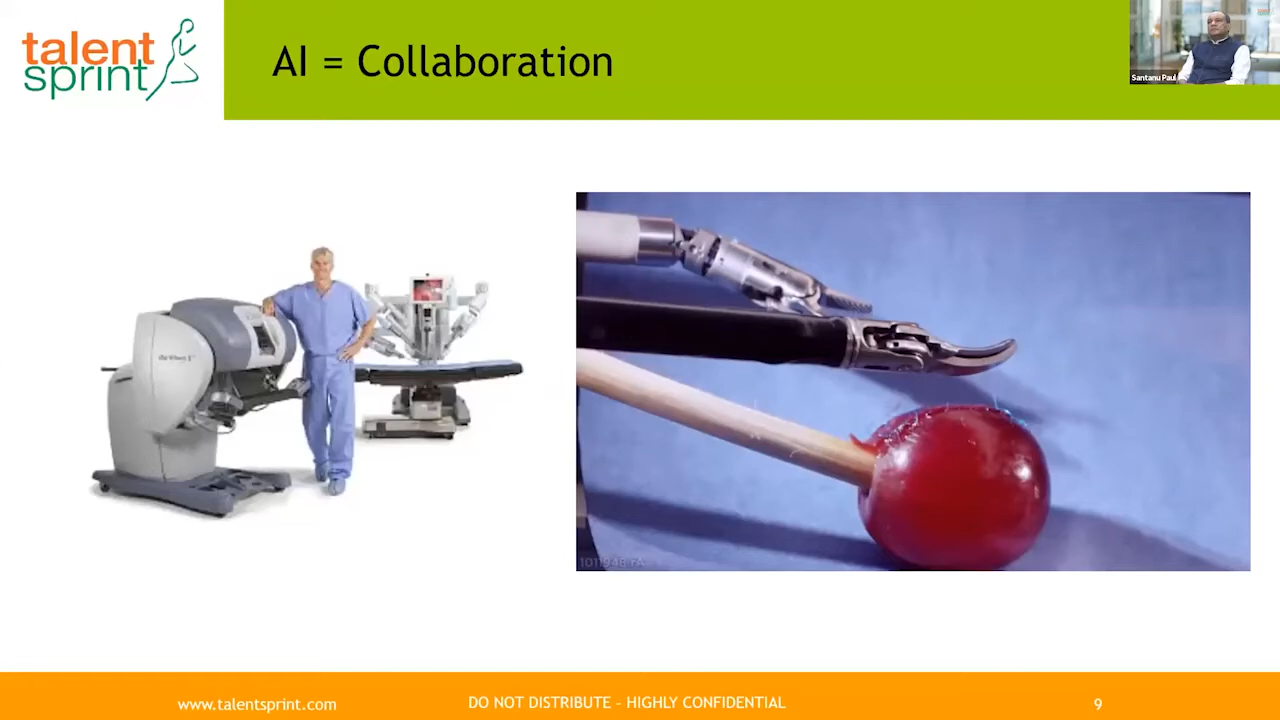 talent
sprint
AI = Collaboration
Santanu Paul
www.talentsprint.com
DO NOT DISTRIBUTE - HIGHLY CONFIDENTIAL
9